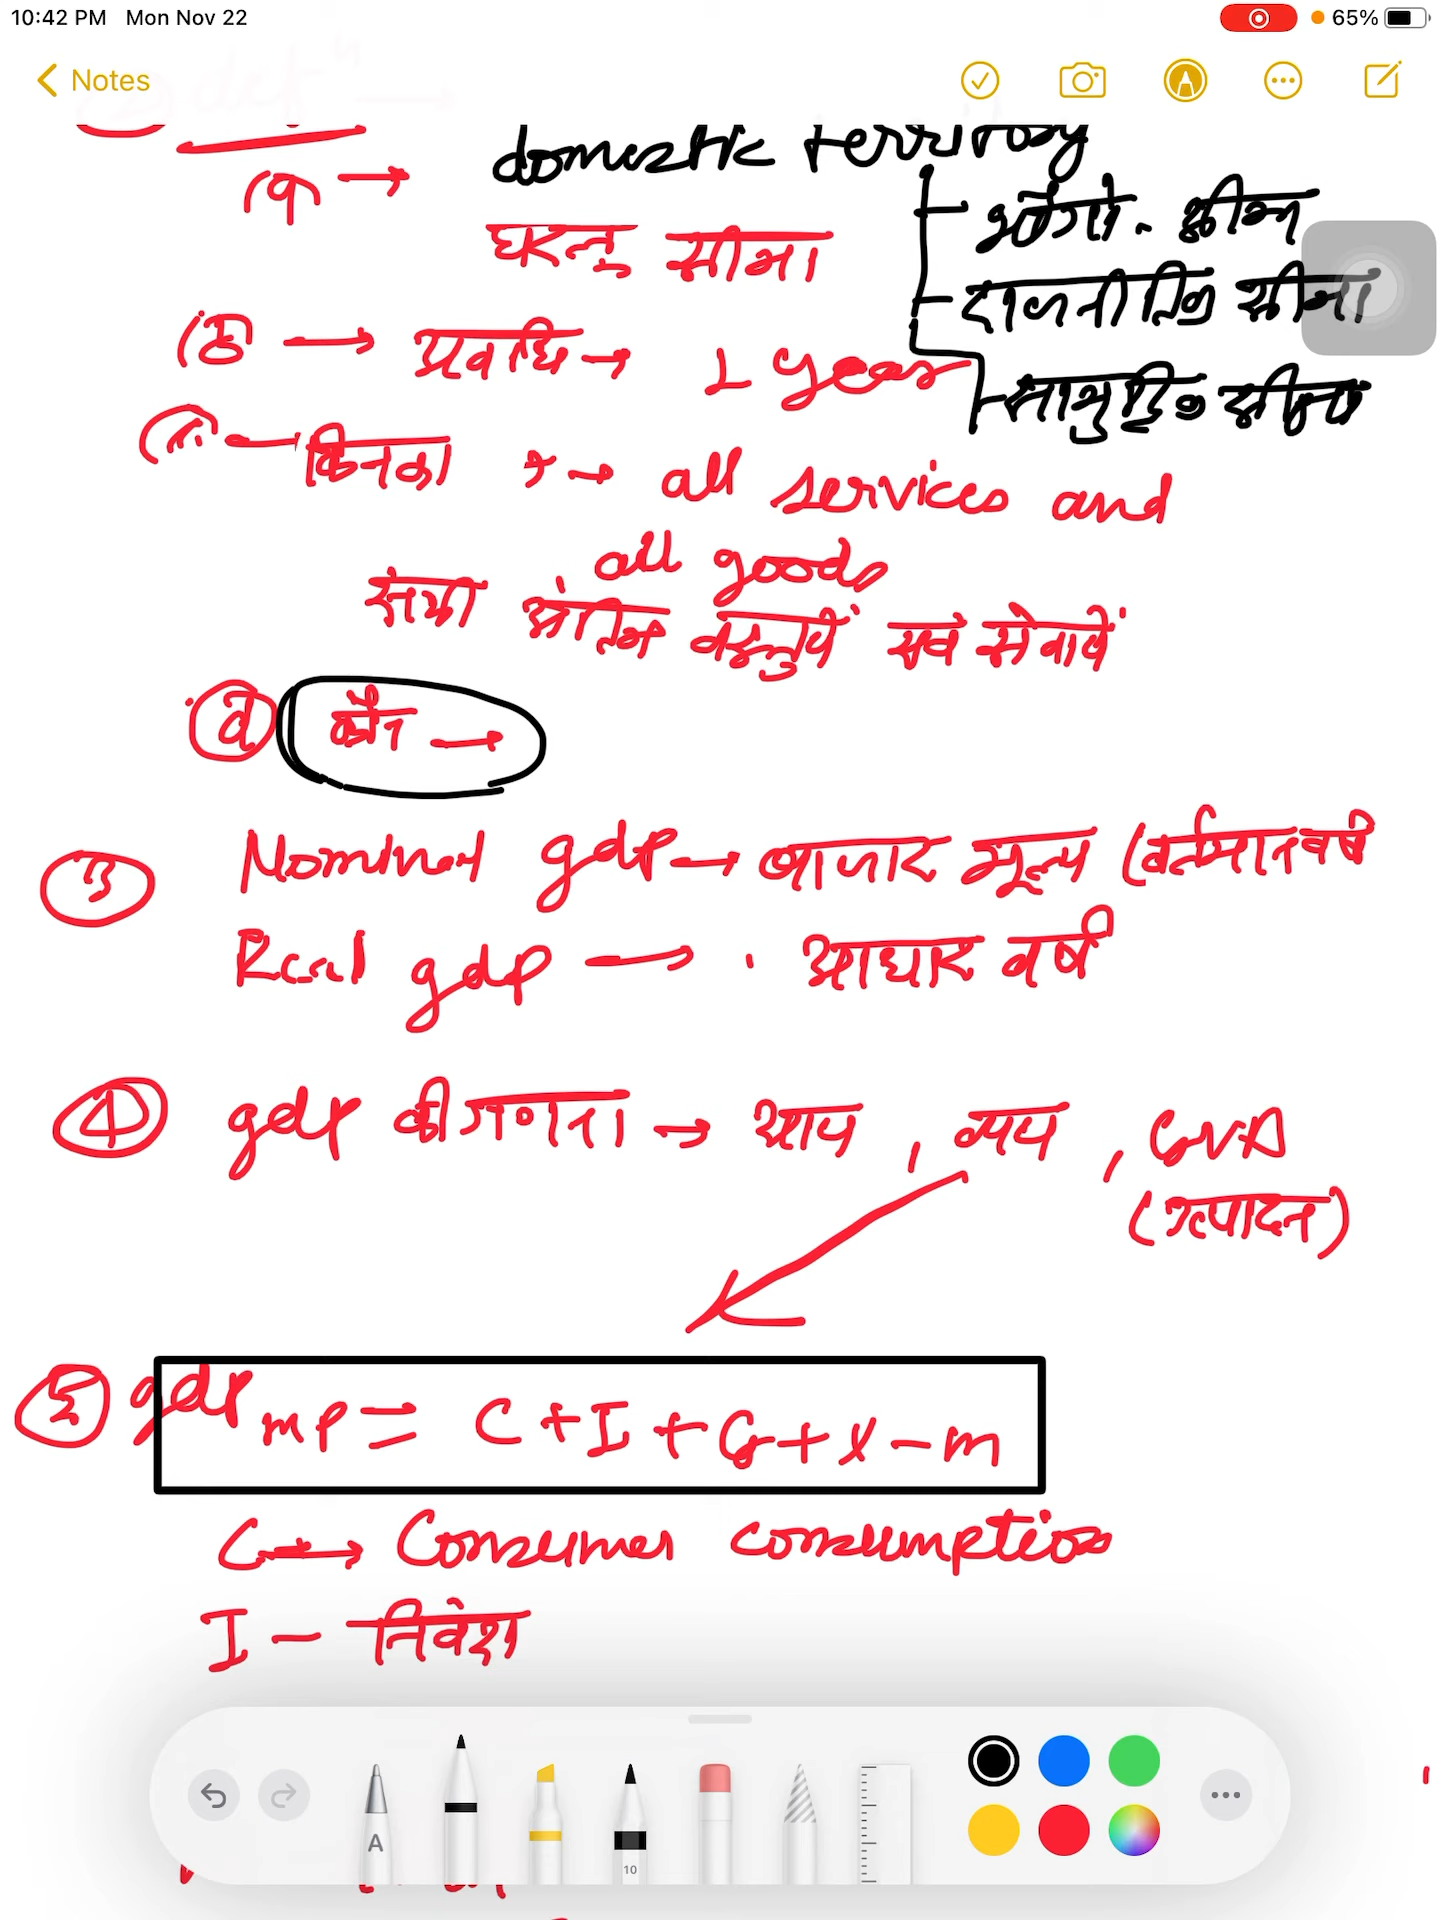 10:42 PM Mon Nov 22
65%
Notes
domestic territory
(a →
घरेलू सीमा
राजनीतिक सीमा
(b → प्रवधि → 1 year
किनका → all services and
all goods
सभी अंतिम वस्तुयें एवं सेवायें
d कौन →
3 Nominal gdp → बाजार मूल्य (वर्तमान वर्ष
Real gdp → आधार वर्ष
4 gdp की गणना → आय , व्यय , GVA
(उत्पादन)
5 gdp mp = C + I + G + X - m
C → Consumer consumption
I - निवेश
A
10